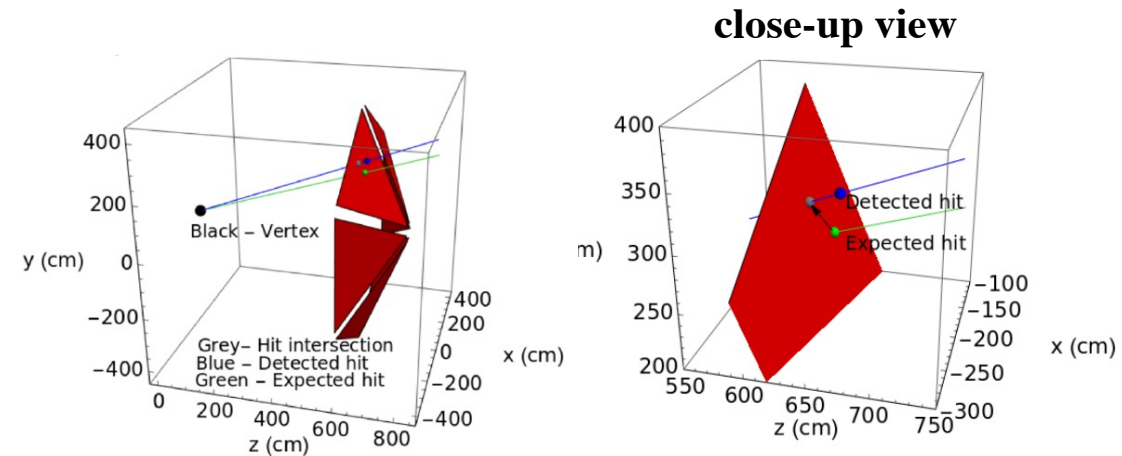 close-up view
400
200
y (cm)
0
−200
−400
Black – Vertex
Grey– Hit intersection
Blue – Detected hit
Green – Expected hit
0
200
400
600
800
z (cm)
400
200
0
−200
−400
x (cm)
400
350
m)
300
250
200
Detected hit
Expected hit
550
600
650
700
750
z (cm)
−100
−150
−200
−250
−300
x (cm)